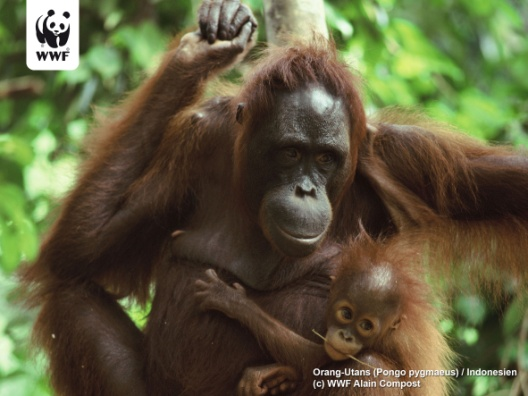 WWF
Orang-Utans (Pongo pygmaeus) / Indonesien
(c) WWF Alain Compost